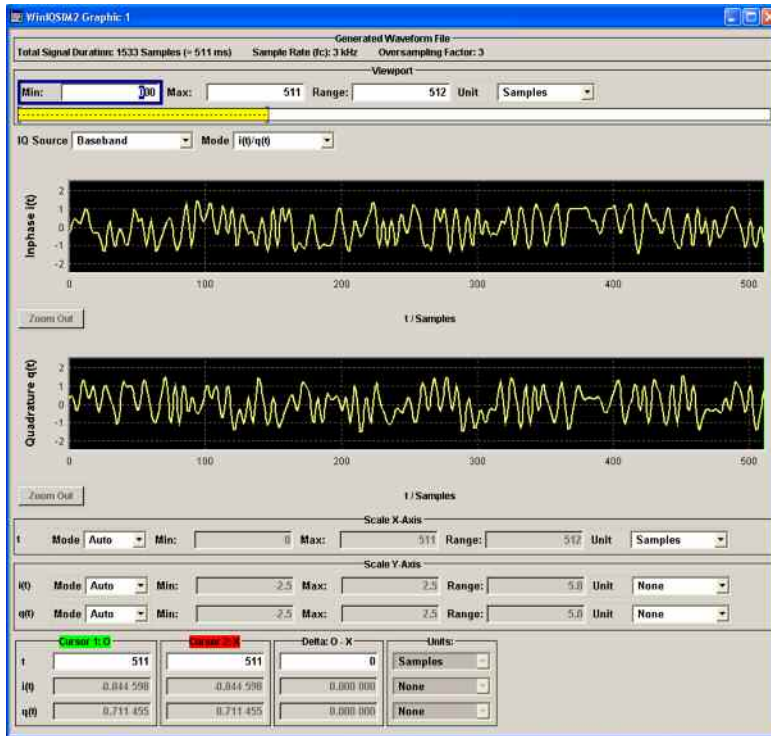 WinIQSIM2 Graphic 1
Generated Waveform File
Total Signal Duration: 1533 Samples (≈ 511 ms) Sample Rate (fc): 3 kHz Oversampling Factor: 3
Viewport
Min: 00 Max: 511 Range: 512 Unit Samples
IQ Source Baseband Mode i(t)/q(t)
Inphase i(t)
2
1
0
-1
-2
0 100 200 300 400 500
Zoom Out t / Samples
Quadrature q(t)
2
1
0
-1
-2
0 100 200 300 400 500
Zoom Out t / Samples
Scale X-Axis
t Mode Auto Min: 0 Max: 511 Range: 512 Unit Samples
Scale Y-Axis
i(t) Mode Auto Min: -2.5 Max: 2.5 Range: 5.0 Unit None
q(t) Mode Auto Min: -2.5 Max: 2.5 Range: 5.0 Unit None
Cursor 1: O Cursor 2: X Delta: O - X Units:
t 511 511 0 Samples
i(t) -0.844 598 -0.844 598 0.000 000 None
q(t) 0.711 455 0.711 455 0.000 000 None